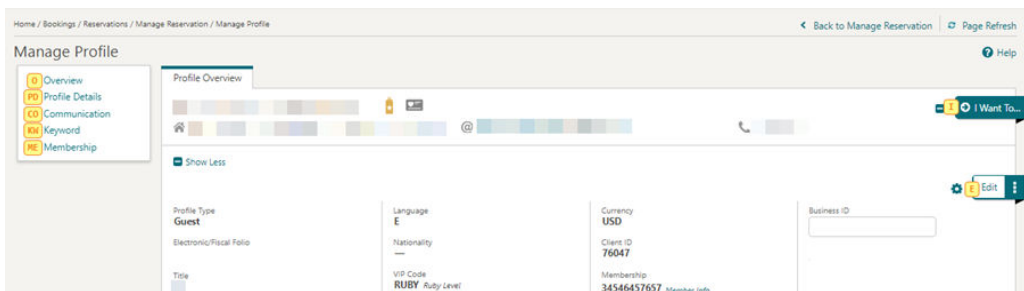 Home / Bookings / Reservations / Manage Reservation / Manage Profile
Back to Manage Reservation
Page Refresh
Manage Profile
Help
O Overview
PD Profile Details
CO Communication
KW Keyword
ME Membership
Profile Overview
I I Want To...
@
Show Less
E Edit
Profile Type
Guest
Language
E
Currency
USD
Business ID
Electronic/Fiscal Folio
Nationality
—
Client ID
76047
Title
VIP Code
RUBY Ruby Level
Membership
34546457657 Member Info